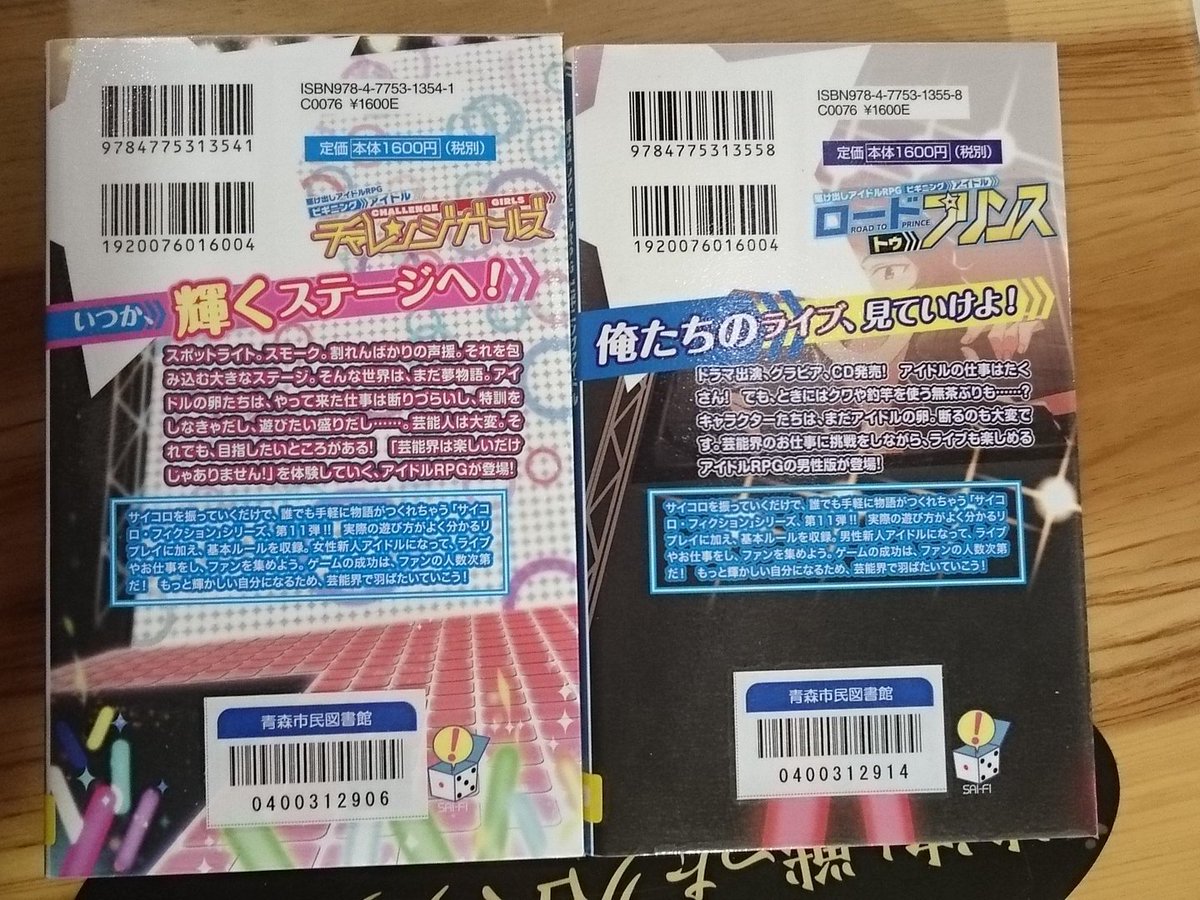 ISBN978-4-7753-1354-1
C0076 ¥1600E
9784775313541
定価 本体1600円 (税別)
1920076016004
駆け出しアイドルRPG
ビギニング アイドル
CHALLENGE GIRLS
チャレンジガールズ
いつか、輝くステージへ!
スポットライト。スモーク。割れんばかりの声援。それを包
み込む大きなステージ。そんな世界は、まだ夢物語。アイ
ドルの卵たちは、やって来た仕事は断りづらいし、特訓を
しなきゃだし、遊びたい盛りだし……。芸能人は大変。そ
れでも、目指したいところがある! 「芸能界は楽しいだけ
じゃありません!」を体験していく、アイドルRPGが登場!
サイコロを振っていくだけで、誰でも手軽に物語がつくれちゃう「サイコ
ロ・フィクション」シリーズ、第11弾!! 実際の遊び方がよく分かるリ
プレイに加え、基本ルールを収録。女性新人アイドルになって、ライブ
やお仕事をし、ファンを集めよう。ゲームの成功は、ファンの人数次第
だ! もっと輝かしい自分になるため、芸能界で羽ばたいていこう!
青森市民図書館
0400312906
SAI-FI
ISBN978-4-7753-1355-8
C0076 ¥1600E
9784775313558
定価 本体1600円 (税別)
1920076016004
駆け出しアイドルRPG ビギニング アイドル
ロード トゥ プリンス
ROAD TO PRINCE
俺たちのライブ、見ていけよ!
ドラマ出演、グラビア、CD発売! アイドルの仕事はたく
さん! でも、ときにはクワや釣竿を使う無茶ぶりも……?
キャラクターたちは、まだアイドルの卵。断るのも大変で
す。芸能界のお仕事に挑戦をしながら、ライブも楽しめる
アイドルRPGの男性版が登場!
サイコロを振っていくだけで、誰でも手軽に物語がつくれちゃう「サイコ
ロ・フィクション」シリーズ、第11弾!! 実際の遊び方がよく分かるリ
プレイに加え、基本ルールを収録。男性新人アイドルになって、ライブ
やお仕事をし、ファンを集めよう。ゲームの成功は、ファンの人数次第
だ! もっと輝かしい自分になるため、芸能界で羽ばたいていこう!
青森市民図書館
0400312914
SAI-FI